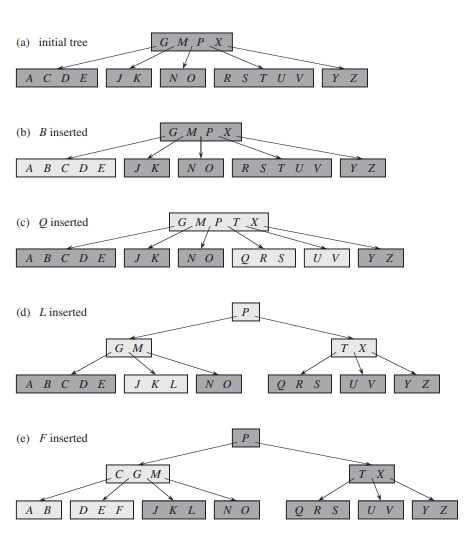 (a) initial tree
G M P X
A C D E J K N O R S T U V Y Z
(b) B inserted
G M P X
A B C D E J K N O R S T U V Y Z
(c) Q inserted
G M P T X
A B C D E J K N O Q R S U V Y Z
(d) L inserted
P
G M T X
A B C D E J K L N O Q R S U V Y Z
(e) F inserted
P
C G M T X
A B D E F J K L N O Q R S U V Y Z